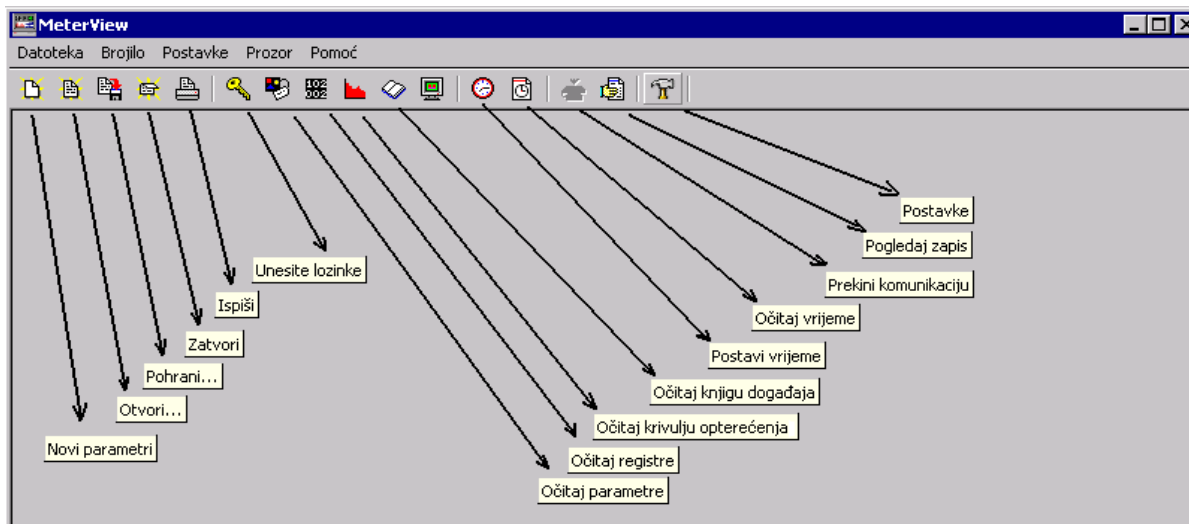 MeterView
Datoteka Brojilo Postavke Prozor Pomoć
Postavke
Pogledaj zapis
Unesite lozinke
Prekini komunikaciju
Ispiši
Očitaj vrijeme
Zatvori
Postavi vrijeme
Pohrani...
Očitaj knjigu događaja
Otvori...
Očitaj krivulju opterećenja
Novi parametri
Očitaj registre
Očitaj parametre